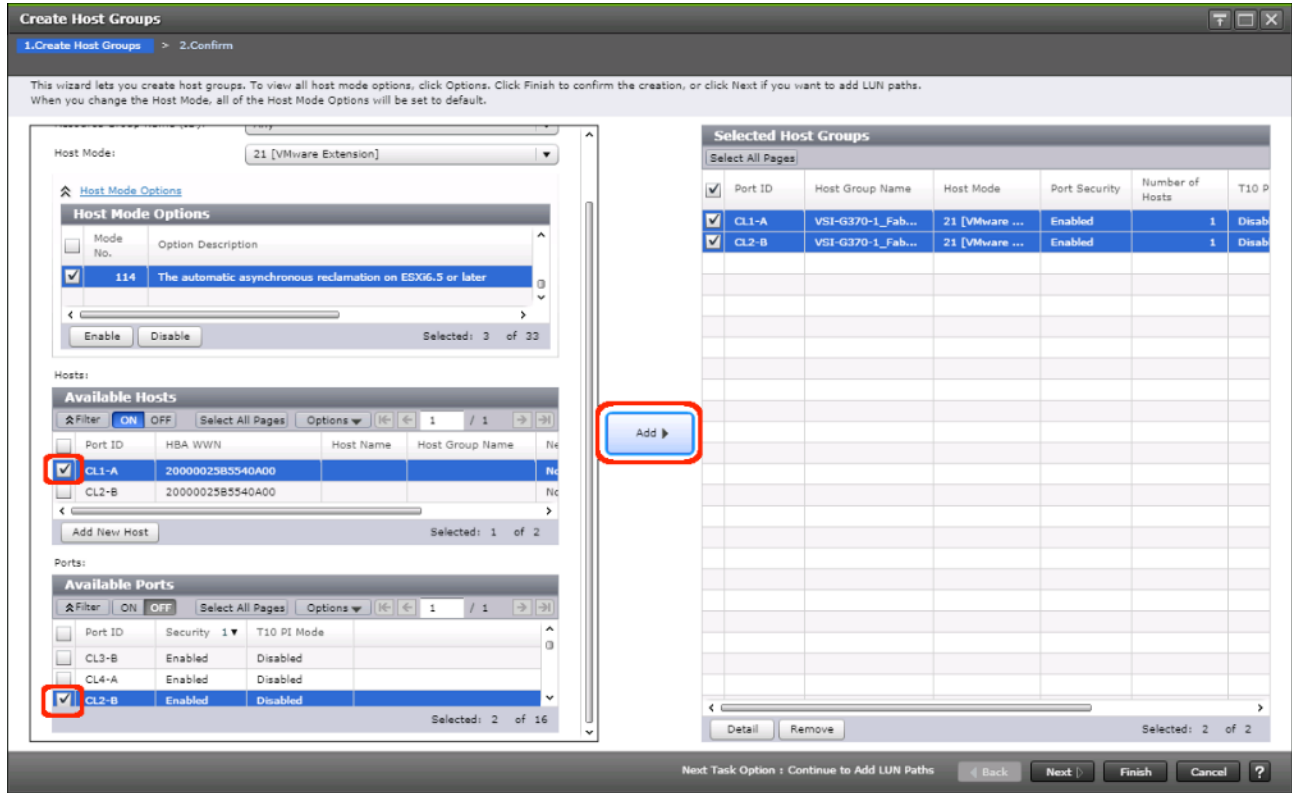 Create Host Groups
1.Create Host Groups > 2.Confirm
This wizard lets you create host groups. To view all host mode options, click Options. Click Finish to confirm the creation, or click Next if you want to add LUN paths.
When you change the Host Mode, all of the Host Mode Options will be set to default.
Host Mode: 21 [VMware Extension]
Host Mode Options
Host Mode Options
Mode No. Option Description
114 The automatic asynchronous reclamation on ESXi6.5 or later
Enable Disable Selected: 3 of 33
Hosts:
Available Hosts
Filter ON OFF Select All Pages Options 1 / 1
Port ID HBA WWN Host Name Host Group Name Ne
CL1-A 20000025B5540A00 No
CL2-B 20000025B5540A00 No
Add New Host Selected: 1 of 2
Ports:
Available Ports
Filter ON OFF Select All Pages Options 1 / 1
Port ID Security 1 T10 PI Mode
CL3-B Enabled Disabled
CL4-A Enabled Disabled
CL2-B Enabled Disabled
Selected: 2 of 16
Add
Selected Host Groups
Select All Pages
Port ID Host Group Name Host Mode Port Security Number of Hosts T10 P
CL1-A VSI-G370-1_Fab... 21 [VMware ... Enabled 1 Disab
CL2-B VSI-G370-1_Fab... 21 [VMware ... Enabled 1 Disab
Detail Remove Selected: 2 of 2
Next Task Option : Continue to Add LUN Paths Back Next Finish Cancel ?